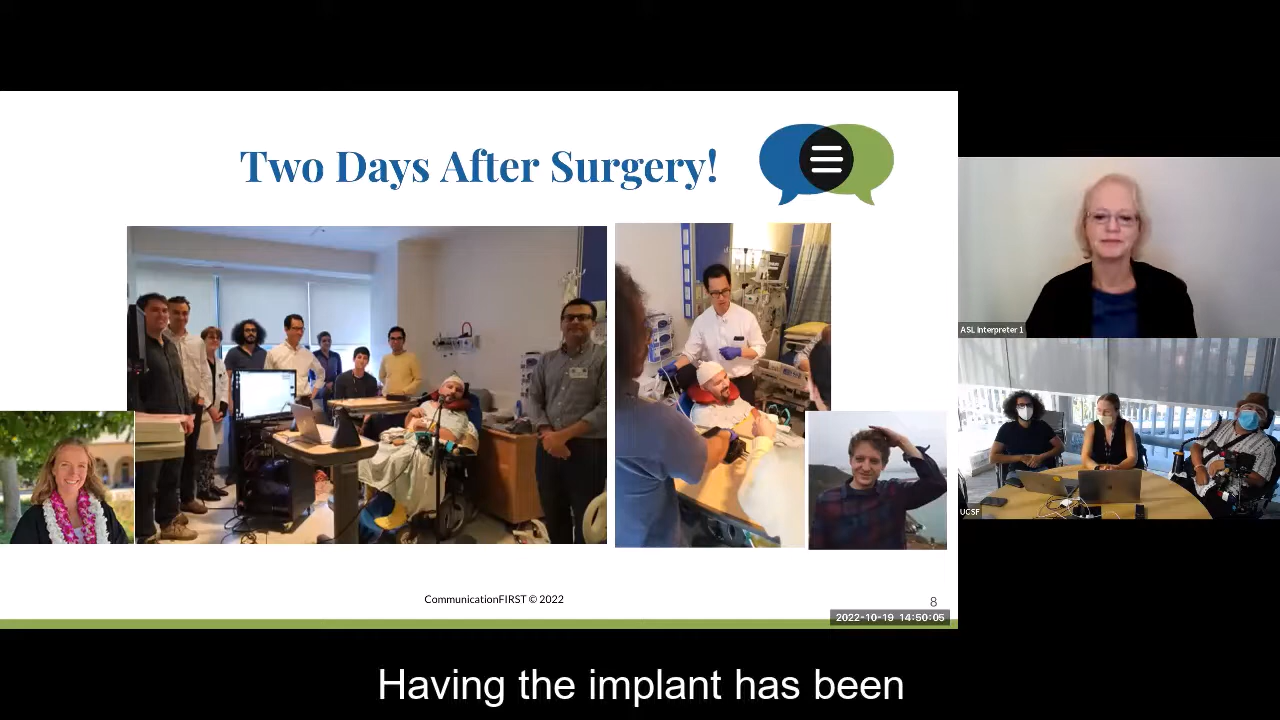 Two Days After Surgery!
ASL Interpreter 1
UCSF
CommunicationFIRST © 2022
8
2022-10-19 14:50:05
Having the implant has been